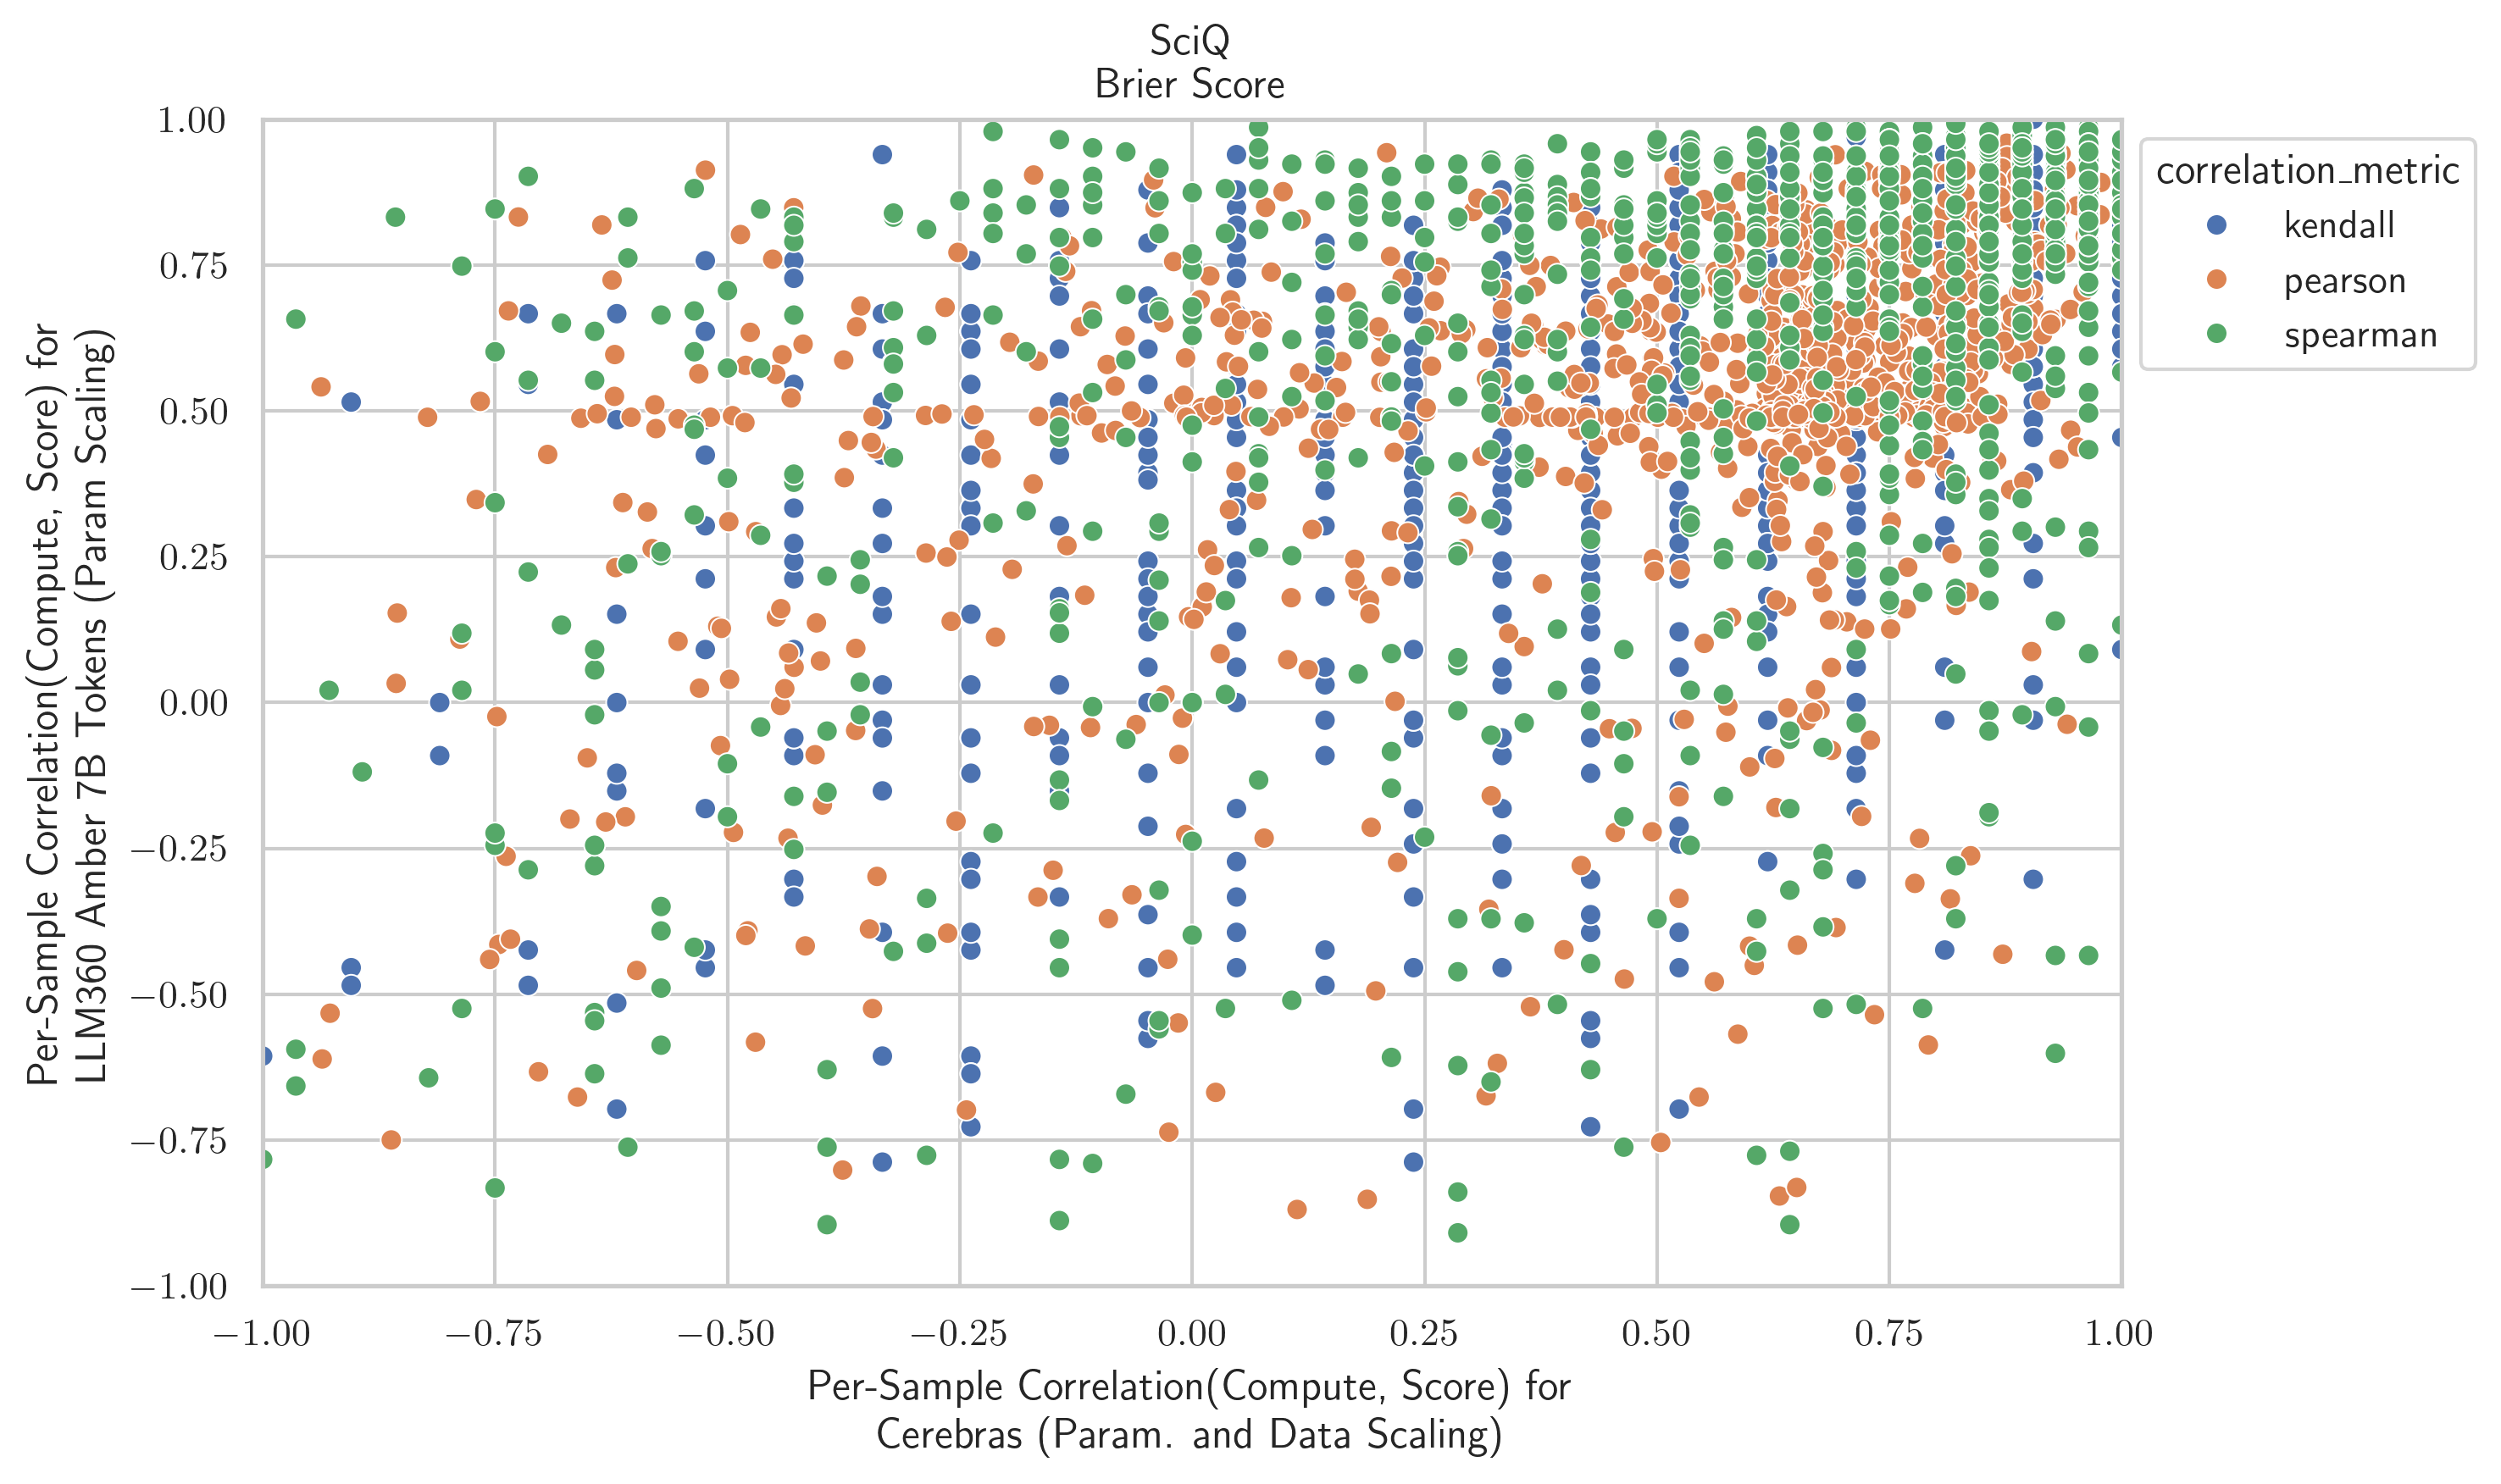 SciQ
Brier Score
Per-Sample Correlation(Compute, Score) for
LLM360 Amber 7B Tokens (Param Scaling)
1.00
0.75
0.50
0.25
0.00
−0.25
−0.50
−0.75
−1.00
−1.00 −0.75 −0.50 −0.25 0.00 0.25 0.50 0.75 1.00
Per-Sample Correlation(Compute, Score) for
Cerebras (Param. and Data Scaling)
correlation_metric
kendall
pearson
spearman